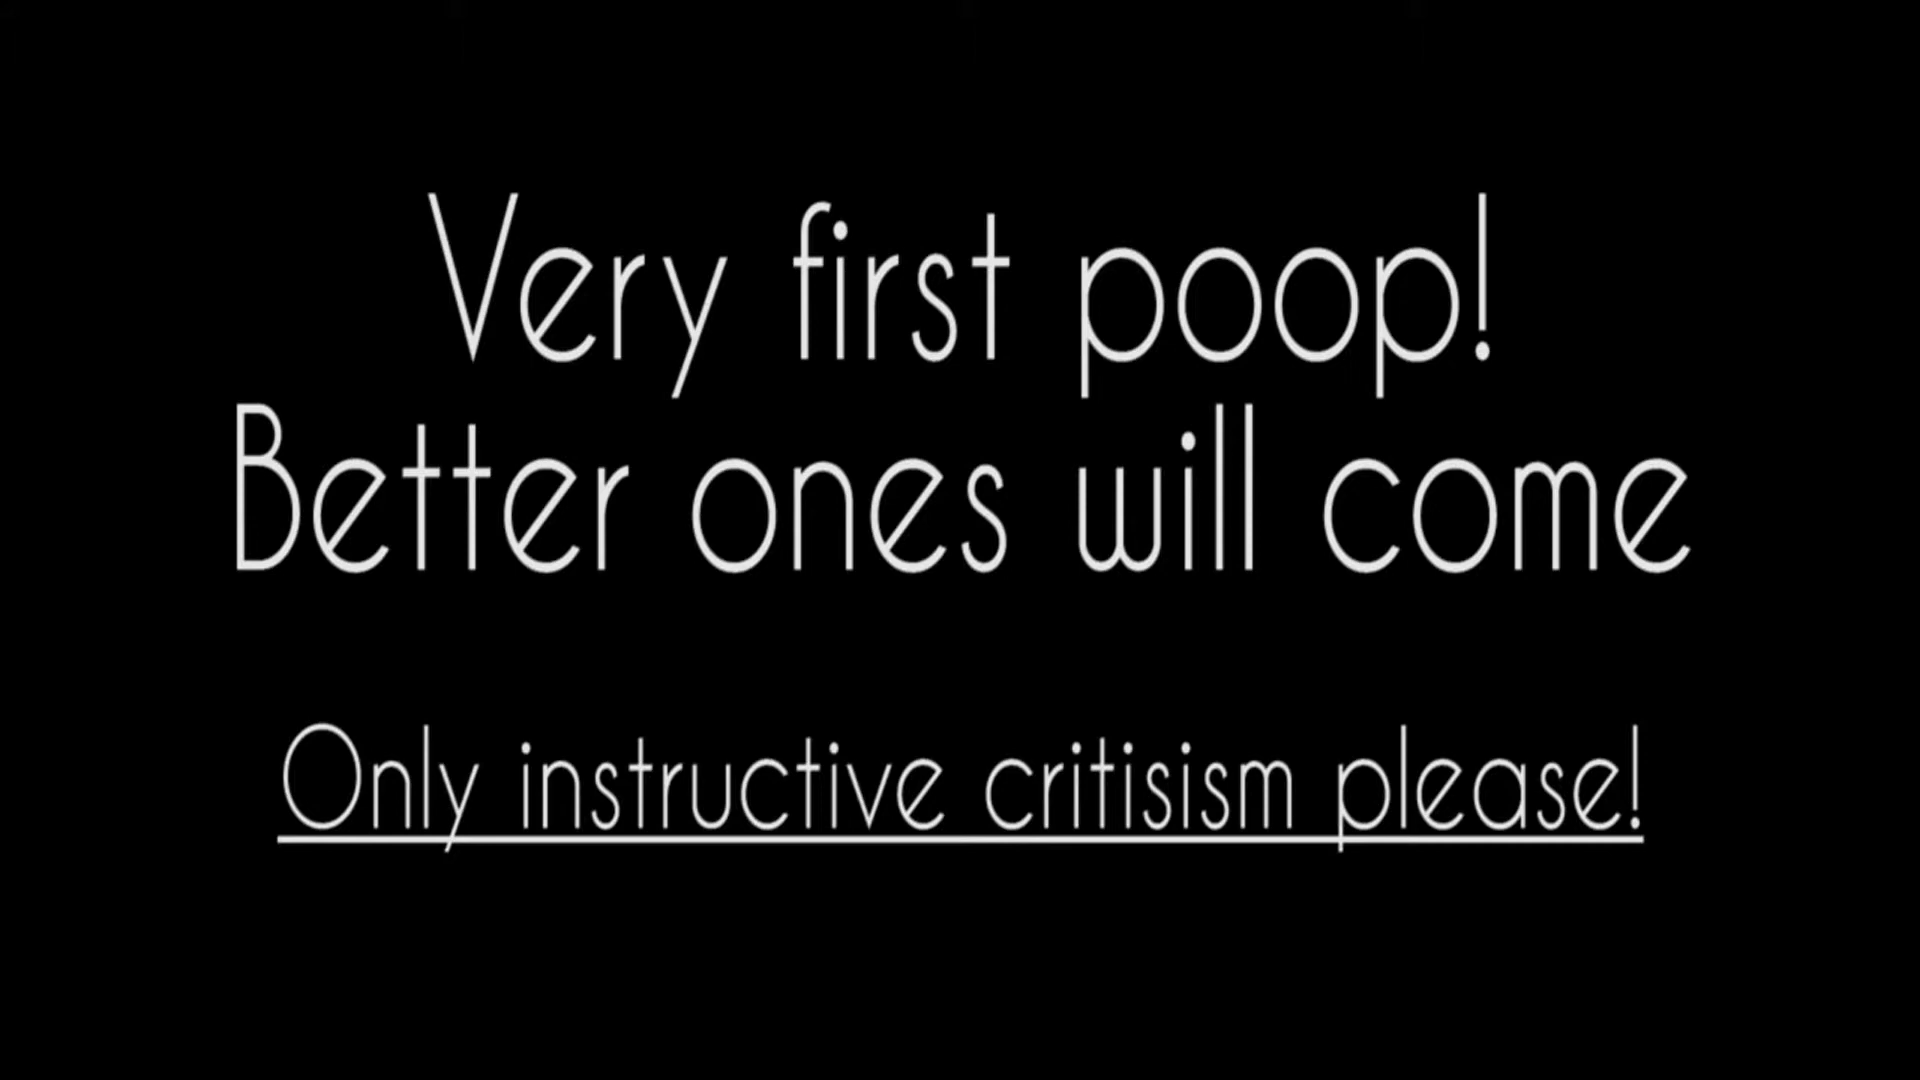 Very first poop!
Better ones will come
Only instructive critisism please!